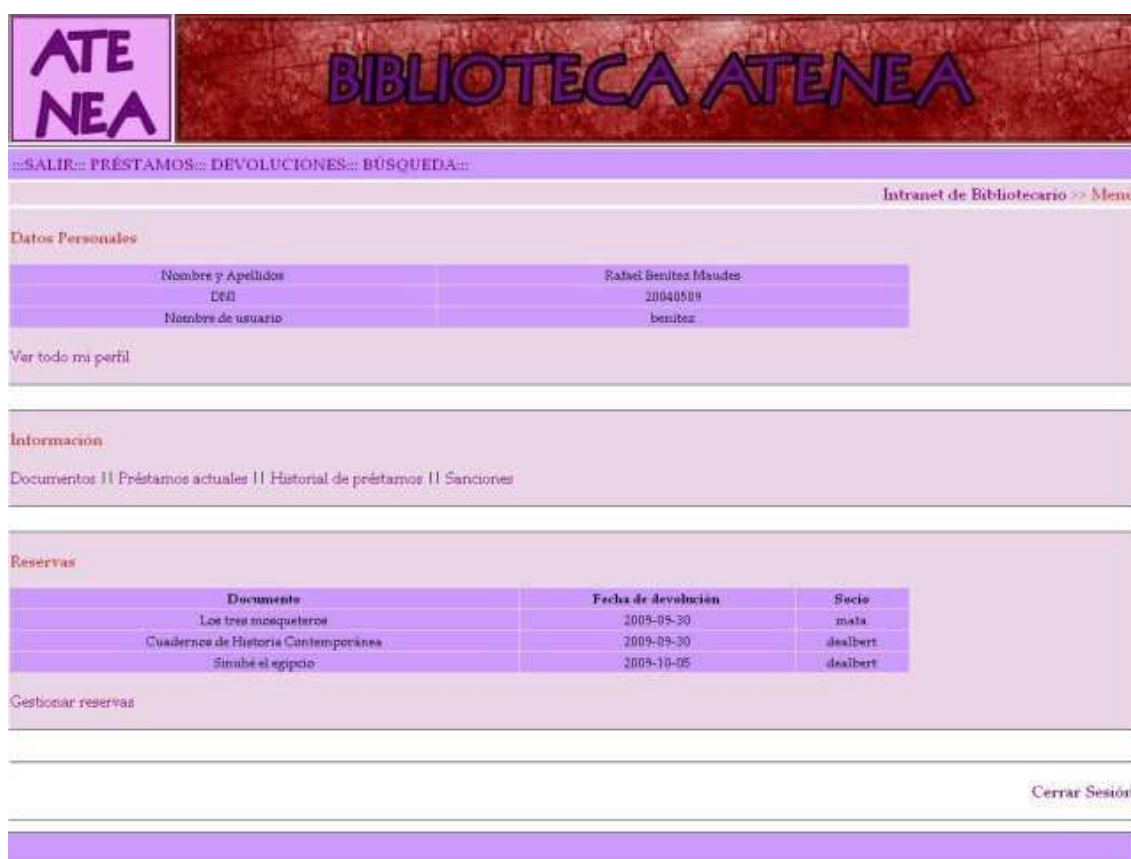 ATE
NEA
BIBLIOTECA ATENEA
:::SALIR::: PRÉSTAMOS::: DEVOLUCIONES::: BÚSQUEDA:::
Intranet de Bibliotecario >> Menu
Datos Personales
Nombre y Apellidos Rafael Benitez Maudes
DNI 20040509
Nombre de usuario benitez
Ver todo mi perfil
Información
Documentos || Préstamos actuales || Historial de préstamos || Sanciones
Reservas
Documento Fecha de devolución Socio
Los tres mosqueteros 2009-09-30 mata
Cuadernos de Historia Contemporánea 2009-09-30 dealbert
Sinuhé el egipcio 2009-10-05 dealbert
Gestionar reservas
Cerrar Sesión